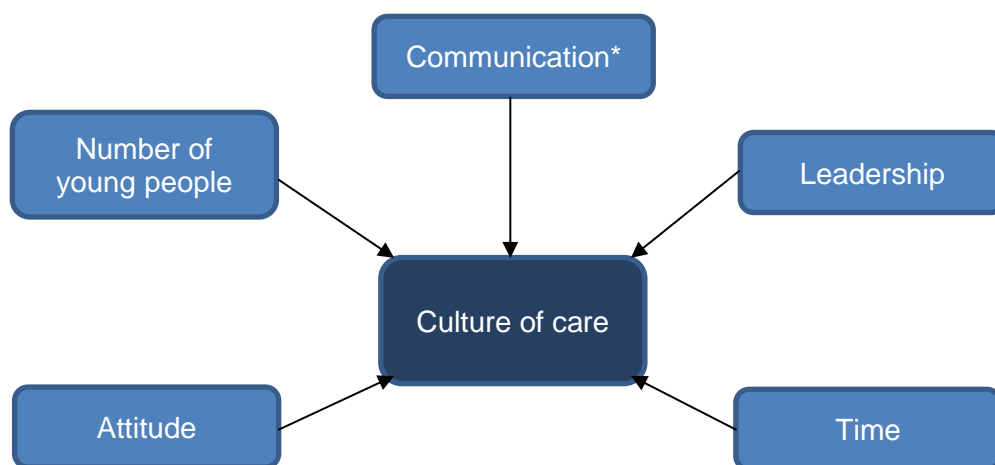 Communication*
Number of
young people
Leadership
Culture of care
Attitude
Time